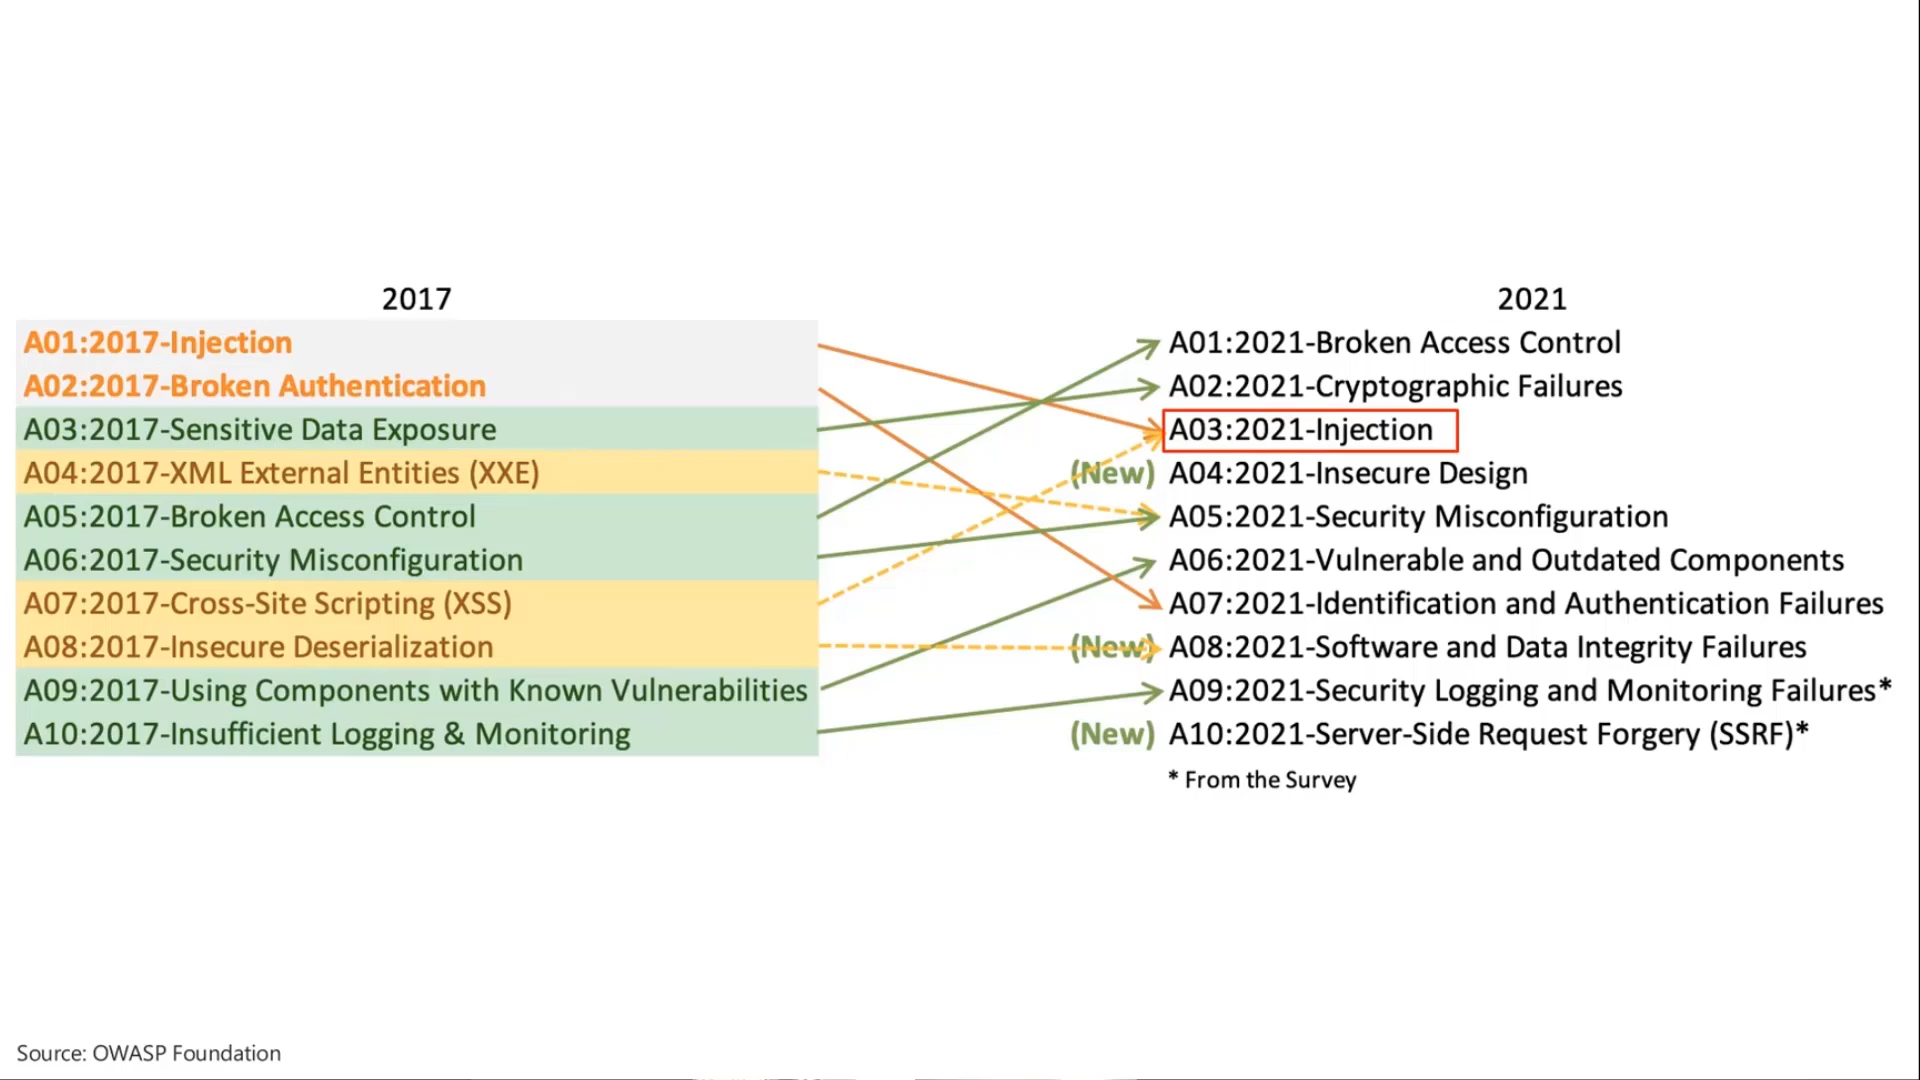 2017
A01:2017-Injection
A02:2017-Broken Authentication
A03:2017-Sensitive Data Exposure
A04:2017-XML External Entities (XXE)
A05:2017-Broken Access Control
A06:2017-Security Misconfiguration
A07:2017-Cross-Site Scripting (XSS)
A08:2017-Insecure Deserialization
A09:2017-Using Components with Known Vulnerabilities
A10:2017-Insufficient Logging & Monitoring
2021
A01:2021-Broken Access Control
A02:2021-Cryptographic Failures
A03:2021-Injection
(New) A04:2021-Insecure Design
A05:2021-Security Misconfiguration
A06:2021-Vulnerable and Outdated Components
A07:2021-Identification and Authentication Failures
(New) A08:2021-Software and Data Integrity Failures
A09:2021-Security Logging and Monitoring Failures*
(New) A10:2021-Server-Side Request Forgery (SSRF)*
* From the Survey
Source: OWASP Foundation